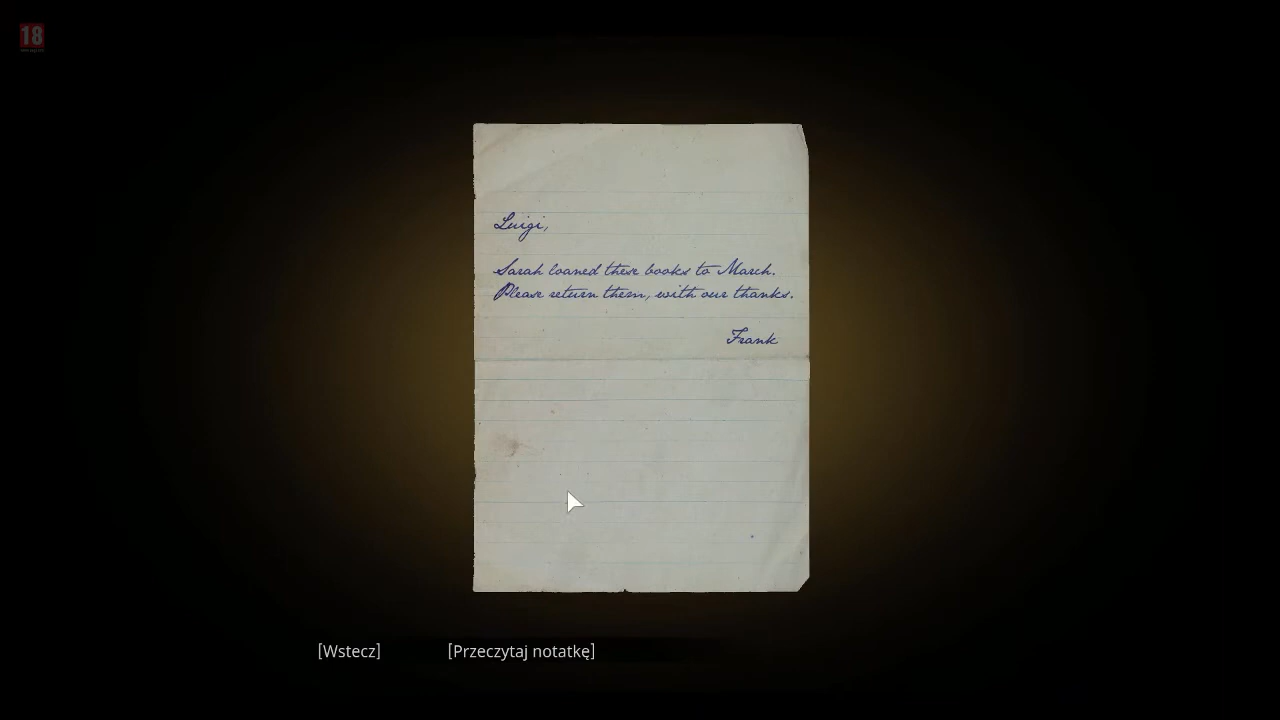 18
Luigi,
Sarah loaned these books to March.
Please return them, with our thanks.
Frank
[Wstecz] [Przeczytaj notatkę]